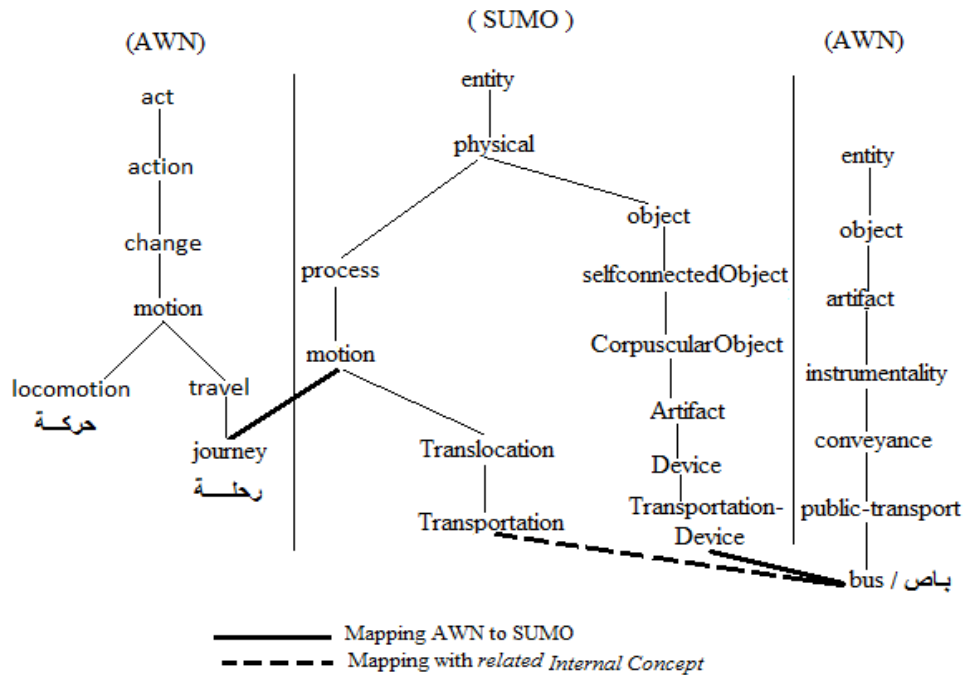 (AWN)
act
action
change
motion
locomotion
حركة
travel
journey
رحلة
( SUMO )
entity
physical
process
motion
Translocation
Transportation
object
selfconnectedObject
CorpuscularObject
Artifact
Device
Transportation-
Device
(AWN)
entity
object
artifact
instrumentality
conveyance
public-transport
bus / باص
Mapping AWN to SUMO
Mapping with related Internal Concept